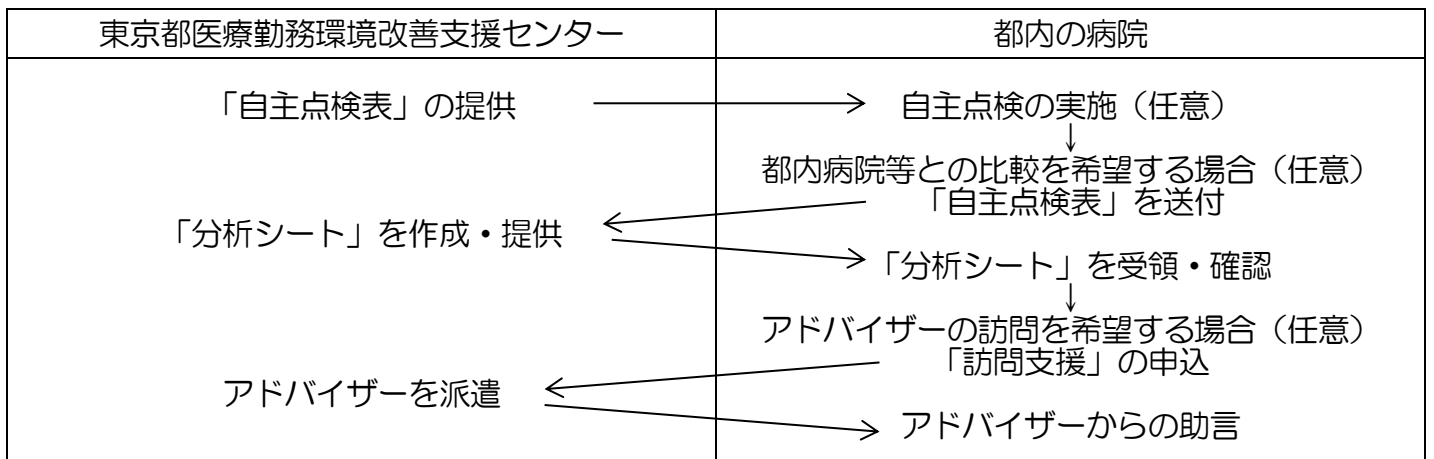 東京都医療勤務環境改善支援センター
都内の病院
「自主点検表」の提供
自主点検の実施（任意）
都内病院等との比較を希望する場合（任意）
「自主点検表」を送付
「分析シート」を作成・提供
「分析シート」を受領・確認
アドバイザーの訪問を希望する場合（任意）
「訪問支援」の申込
アドバイザーを派遣
アドバイザーからの助言